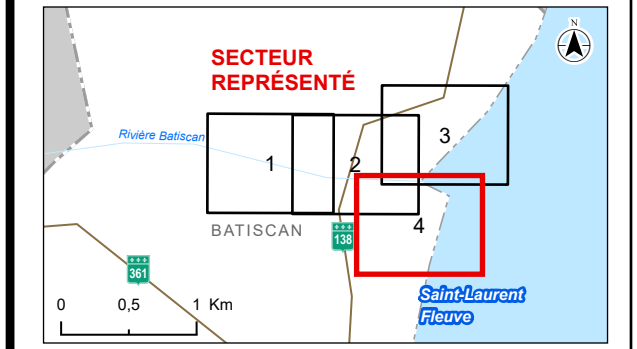 N
SECTEUR
REPRÉSENTÉ
Rivière Batiscan
1
2
3
4
BATISCAN
138
361
0 0,5 1 Km
Saint-Laurent
Fleuve